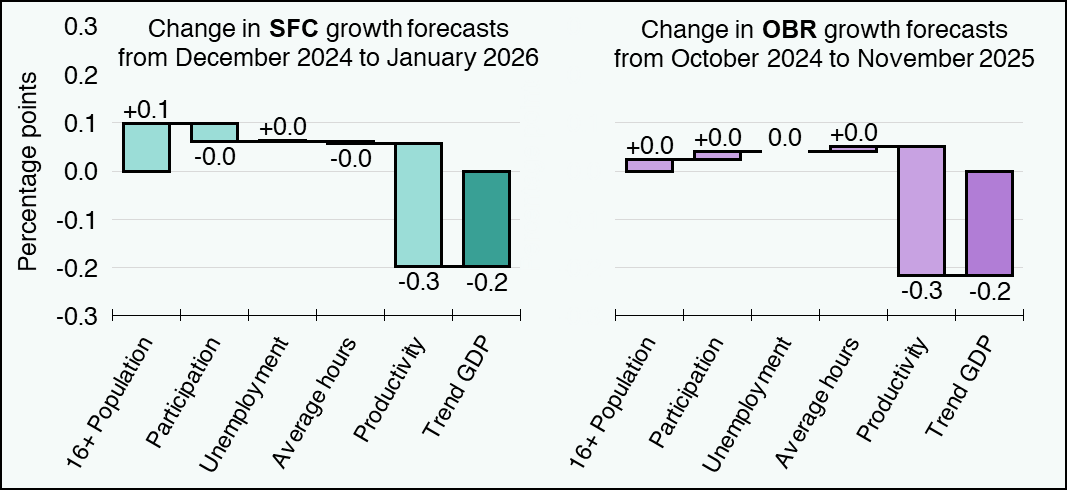 Change in SFC growth forecasts
from December 2024 to January 2026
Percentage points
0.3
0.2
0.1
0.0
-0.1
-0.2
-0.3
+0.1
-0.0
+0.0
-0.0
-0.3
-0.2
16+ Population
Participation
Unemployment
Average hours
Productivity
Trend GDP
Change in OBR growth forecasts
from October 2024 to November 2025
+0.0
+0.0
0.0
+0.0
-0.3
-0.2
16+ Population
Participation
Unemployment
Average hours
Productivity
Trend GDP